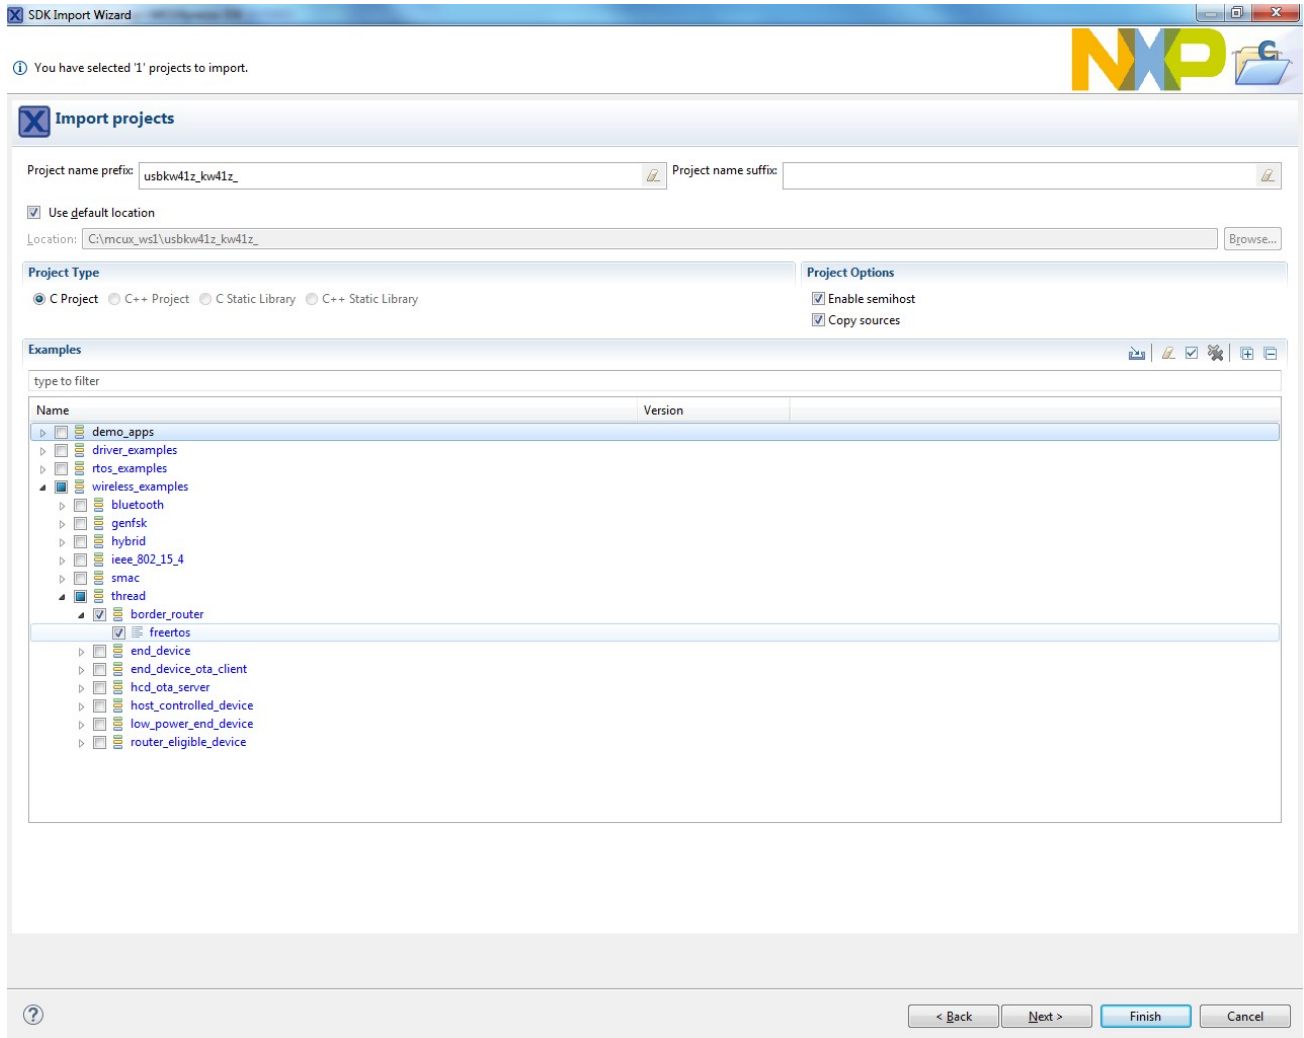 SDK Import Wizard
You have selected '1' projects to import.
NXP
C
Import projects
Project name prefix: usbkw41z_kw41z_ Project name suffix:
Use default location
Location: C:\mcux_ws1\usbkw41z_kw41z_ Browse...
Project Type Project Options
C Project C++ Project C Static Library C++ Static Library Enable semihost
Copy sources
Examples
type to filter
Name Version
demo_apps
driver_examples
rtos_examples
wireless_examples
bluetooth
genfsk
hybrid
ieee_802_15_4
smac
thread
border_router
freertos
end_device
end_device_ota_client
hcd_ota_server
host_controlled_device
low_power_end_device
router_eligible_device
< Back Next > Finish Cancel